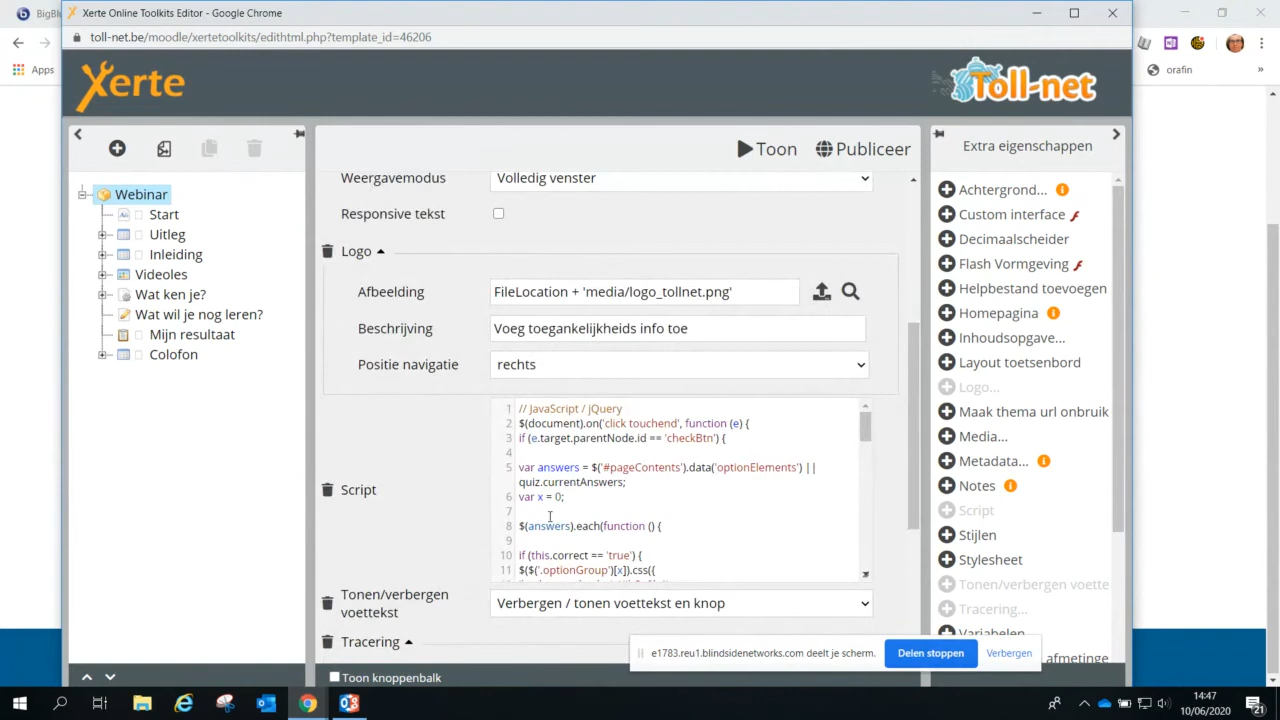 BigBl
Xerte Online Toolkits Editor - Google Chrome
toll-net.be/moodle/xertetoolkits/edithtml.php?template_id=46206
Apps
orafin
»
Xerte
Toll-net
Toon
Publiceer
Extra eigenschappen
Webinar
Start
Uitleg
Inleiding
Videoles
Wat ken je?
Wat wil je nog leren?
Mijn resultaat
Colofon
Weergavemodus
Volledig venster
Responsive tekst
Logo
Afbeelding
FileLocation + 'media/logo_tollnet.png'
Beschrijving
Voeg toegankelijkheids info toe
Positie navigatie
rechts
Script
1 // JavaScript / jQuery
2 $(document).on('click touchend', function (e) {
3 if (e.target.parentNode.id == 'checkBtn') {
4
5 var answers = $('#pageContents').data('optionElements') ||
quiz.currentAnswers;
6 var x = 0;
7
8 $(answers).each(function () {
9
10 if (this.correct == 'true') {
11 $($('.optionGroup')[x]).css({
Tonen/verbergen
voettekst
Verbergen / tonen voettekst en knop
Tracering
Toon knoppenbalk
Achtergrond...
Custom interface
Decimaalscheider
Flash Vormgeving
Helpbestand toevoegen
Homepagina
Inhoudsopgave...
Layout toetsenbord
Logo...
Maak thema url onbruik
Media...
Metadata...
Notes
Script
Stijlen
Stylesheet
Tonen/verbergen voette
Tracering...
Variabelen
afmetinge
e1783.reu1.blindsidenetworks.com deelt je scherm.
Delen stoppen
Verbergen
14:47
10/06/2020
21